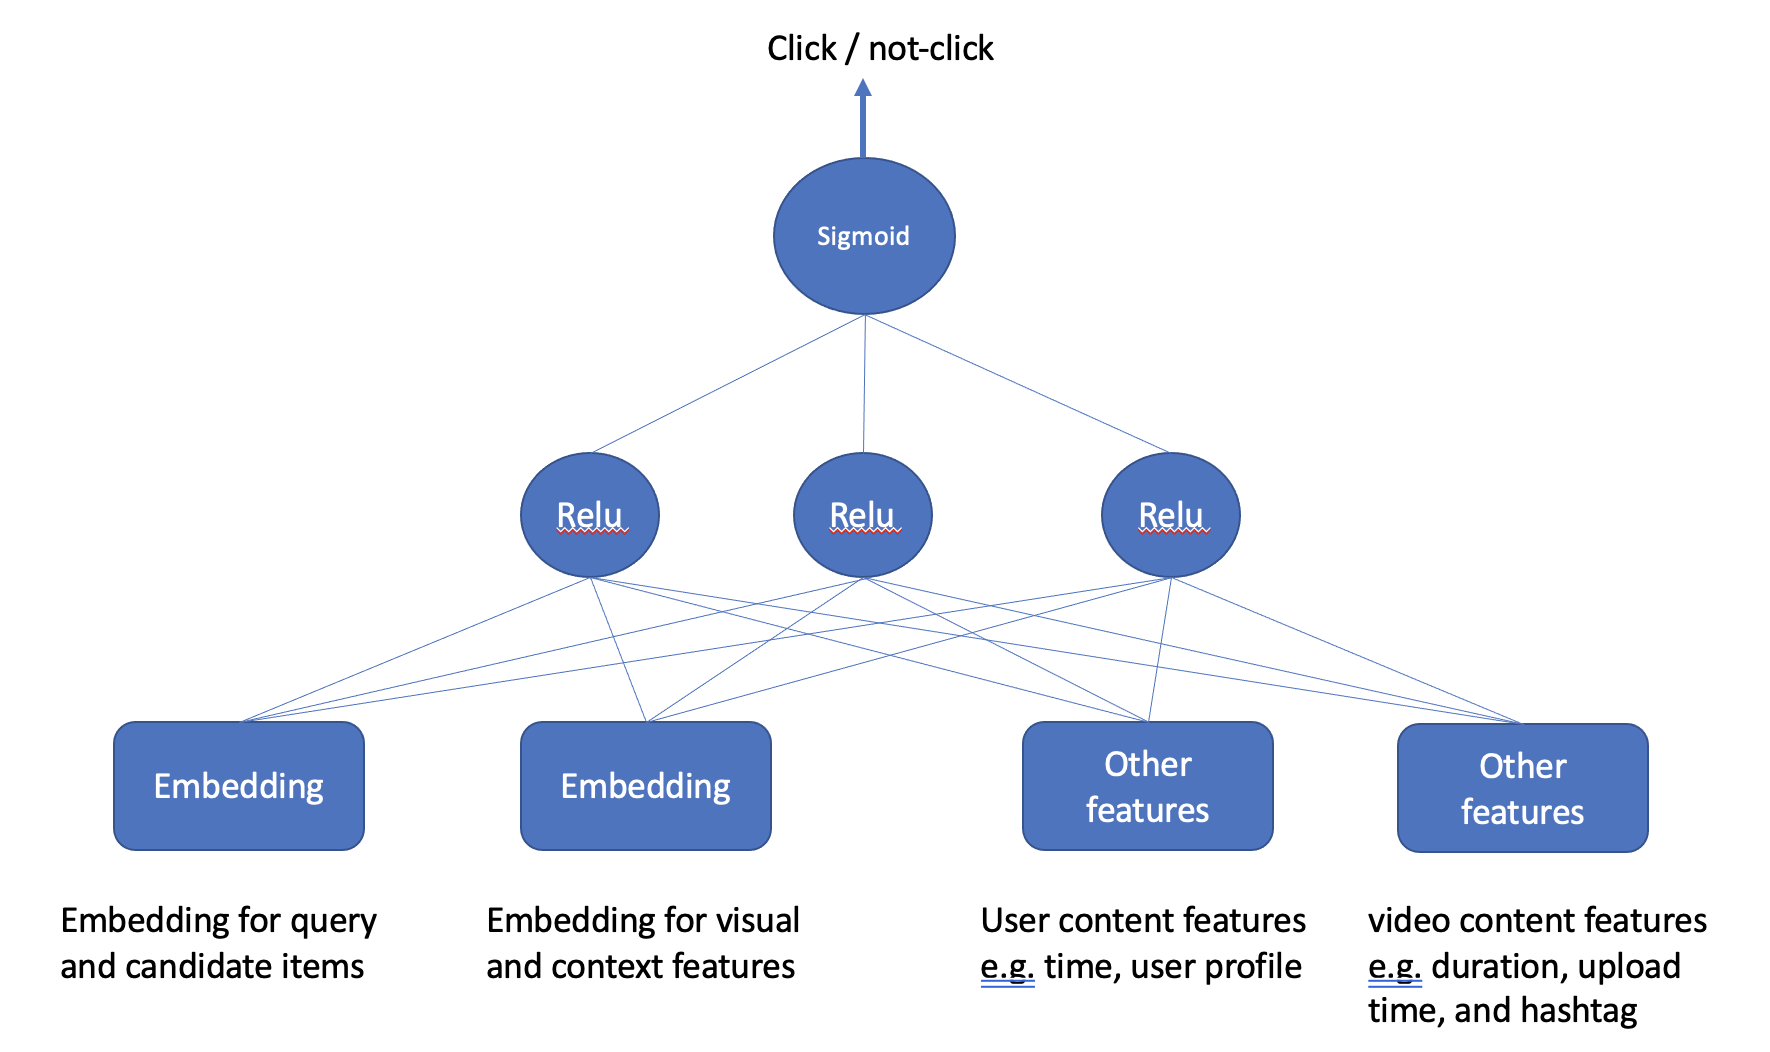 Click / not-click
Sigmoid
Relu
Relu
Relu
Embedding
Embedding
Other
features
Other
features
Embedding for query
and candidate items
Embedding for visual
and context features
User content features
e.g. time, user profile
video content features
e.g. duration, upload
time, and hashtag